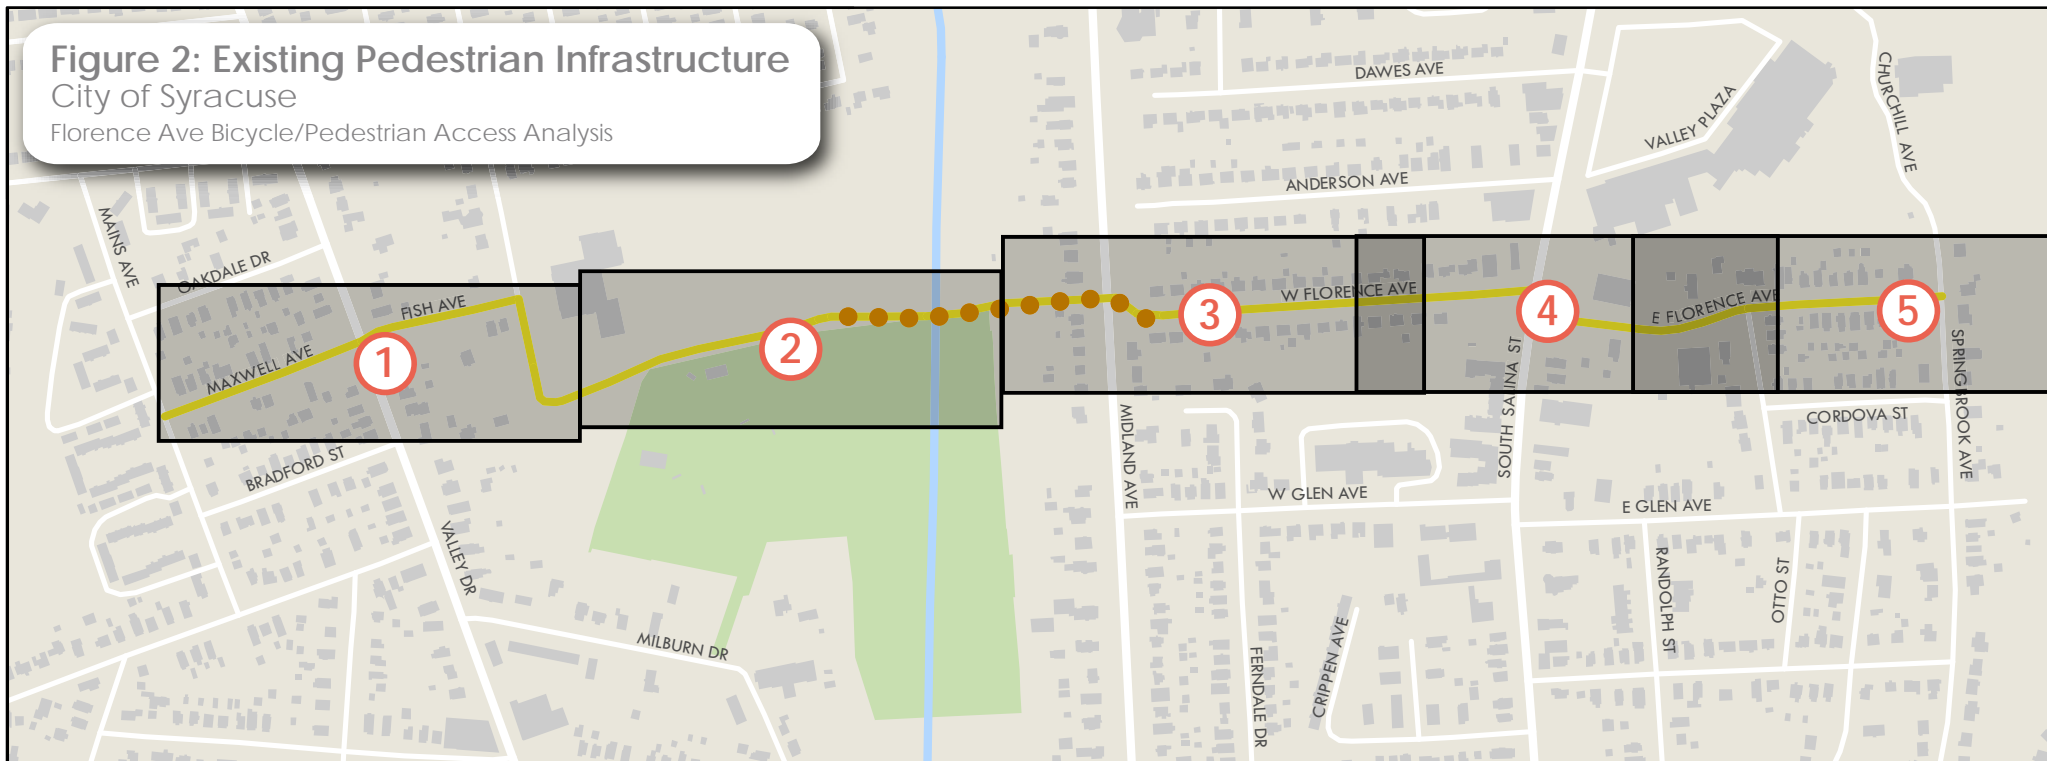 Figure 2: Existing Pedestrian Infrastructure
City of Syracuse
Florence Ave Bicycle/Pedestrian Access Analysis
DAWES AVE
VALLEY PLAZA
CHURCHILL AVE
ANDERSON AVE
MAINS AVE
OAKDALE DR
FISH AVE
MAXWELL AVE
1
2
3
W FLORENCE AVE
4
E FLORENCE AVE
5
BRADFORD ST
VALLEY DR
MILBURN DR
MIDLAND AVE
W GLEN AVE
SOUTH SALINA ST
CORDOVA ST
SPRINGBROOK AVE
E GLEN AVE
RANDOLPH ST
OTTO ST
CRIPPEN AVE
FERNDALE DR